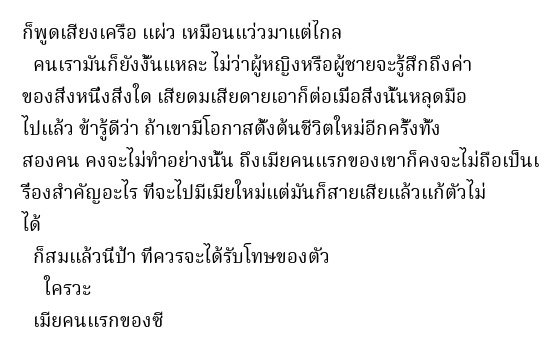 ก็พูดเสียงเครือ แผ่ว เหมือนแว่วมาแต่ไกล
คนเรามันก็ยังงั้นแหละ ไม่ว่าผู้หญิงหรือผู้ชายจะรู้สึกถึงค่า
ของสิ่งหนึ่งสิ่งใด เสียดมเสียดายเอาก็ต่อเมื่อสิ่งนั้นหลุดมือ
ไปแล้ว ข้ารู้ดีว่า ถ้าเขามีโอกาสตั้งต้นชีวิตใหม่อีกครั้งทั้ง
สองคน คงจะไม่ทำอย่างนั้น ถึงเมียคนแรกของเขาก็คงจะไม่ถือเป็นเ
รื่องสำคัญอะไร ที่จะไปมีเมียใหม่แต่มันก็สายเสียแล้วแก้ตัวไม่
ได้
ก็สมแล้วนี่ป้า ที่ควรจะได้รับโทษของตัว
ใครวะ
เมียคนแรกของซี